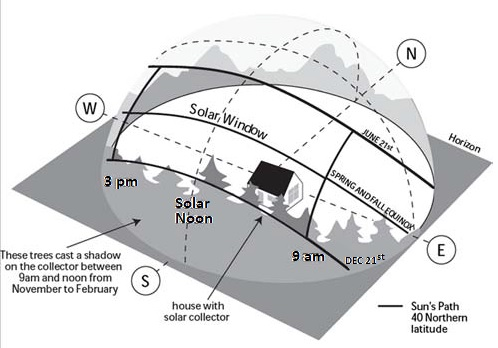 N
W
Solar Window
JUNE 21st
Horizon
SPRING AND FALL EQUINOX
3 pm
Solar
Noon
9 am
DEC 21st
E
S
These trees cast a shadow
on the collector between
9am and noon from
November to February
house with
solar collector
Sun's Path
40 Northern
latitude